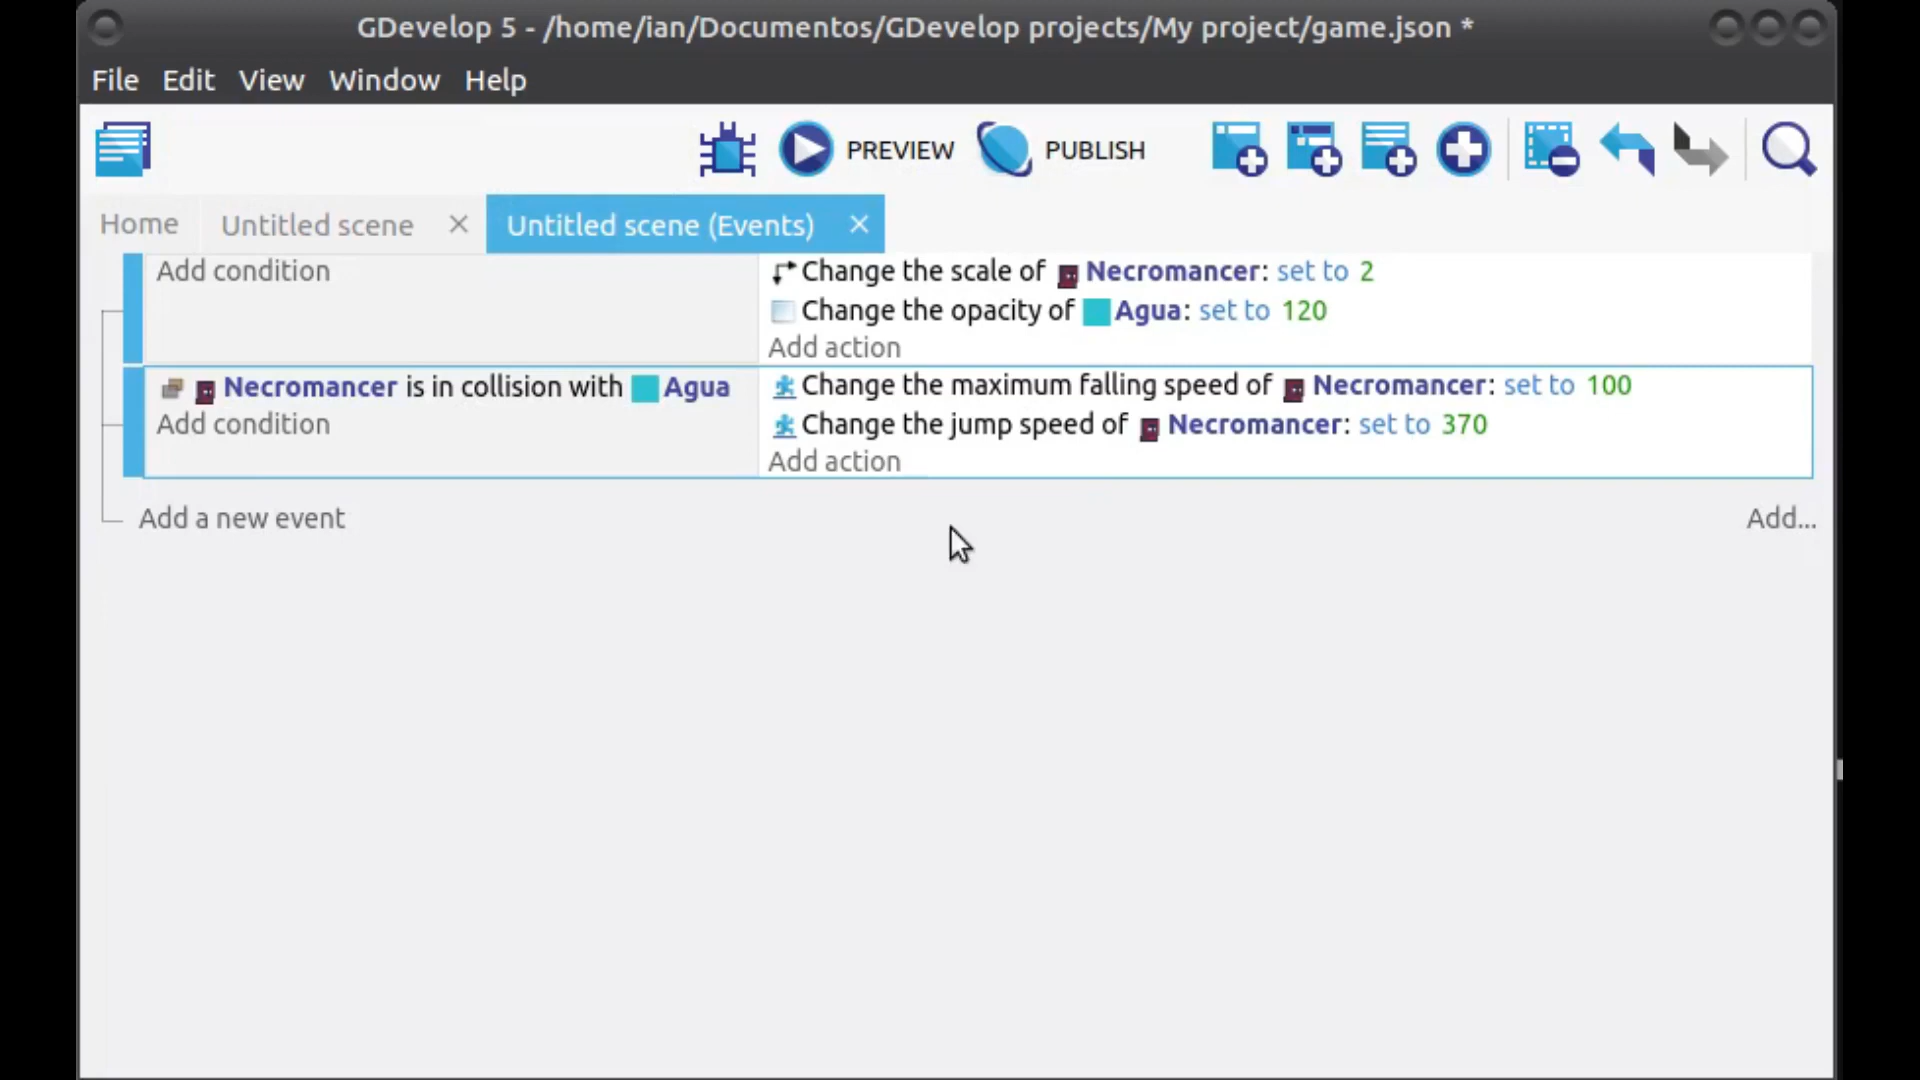 GDevelop 5 - /home/ian/Documentos/GDevelop projects/My project/game.json *
File Edit View Window Help
PREVIEW PUBLISH
Home Untitled scene Untitled scene (Events)
Add condition
Change the scale of Necromancer: set to 2
Change the opacity of Agua: set to 120
Add action
Necromancer is in collision with Agua
Add condition
Change the maximum falling speed of Necromancer: set to 100
Change the jump speed of Necromancer: set to 370
Add action
Add a new event
Add...